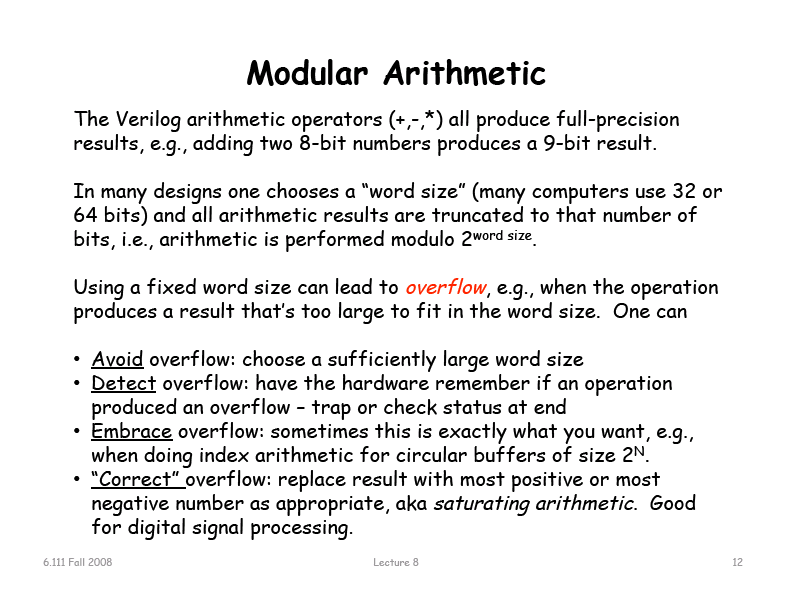 Modular Arithmetic
The Verilog arithmetic operators (+,-,*) all produce full-precision
results, e.g., adding two 8-bit numbers produces a 9-bit result.
In many designs one chooses a “word size” (many computers use 32 or
64 bits) and all arithmetic results are truncated to that number of
bits, i.e., arithmetic is performed modulo 2^word size.
Using a fixed word size can lead to overflow, e.g., when the operation
produces a result that’s too large to fit in the word size.  One can
• Avoid overflow: choose a sufficiently large word size
• Detect overflow: have the hardware remember if an operation
produced an overflow – trap or check status at end
• Embrace overflow: sometimes this is exactly what you want, e.g.,
when doing index arithmetic for circular buffers of size 2^N.
• “Correct” overflow: replace result with most positive or most
negative number as appropriate, aka saturating arithmetic.  Good
for digital signal processing.
6.111 Fall 2008
Lecture 8
12